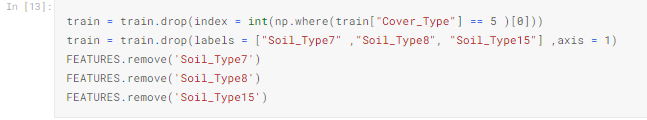 In [13]:
train = train.drop(index = int(np.where(train["Cover_Type"] == 5 )[0]))
train = train.drop(labels = ["Soil_Type7" ,"Soil_Type8", "Soil_Type15"] ,axis = 1)
FEATURES.remove('Soil_Type7')
FEATURES.remove('Soil_Type8')
FEATURES.remove('Soil_Type15')